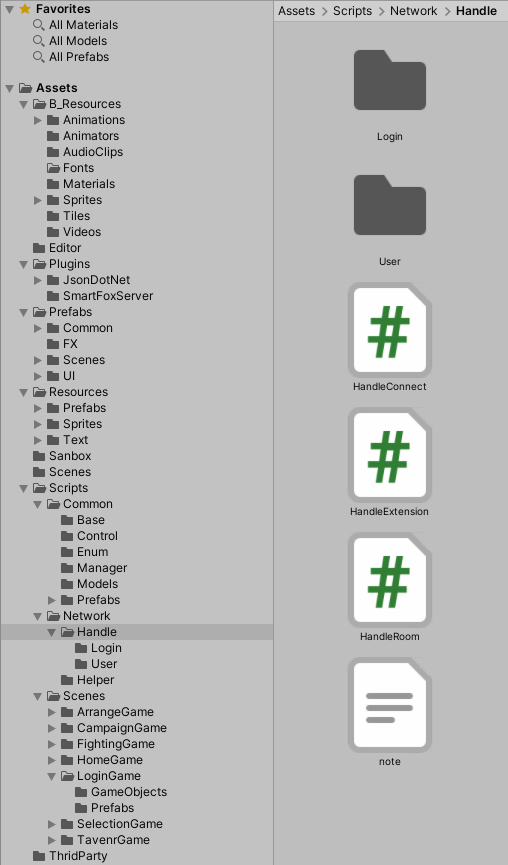 Favorites
All Materials
All Models
All Prefabs
Assets
B_Resources
Animations
Animators
AudioClips
Fonts
Materials
Sprites
Tiles
Videos
Editor
Plugins
JsonDotNet
SmartFoxServer
Prefabs
Common
FX
Scenes
UI
Resources
Prefabs
Sprites
Text
Sanbox
Scenes
Scripts
Common
Base
Control
Enum
Manager
Models
Prefabs
Network
Handle
Login
User
Helper
Scenes
ArrangeGame
CampaignGame
FightingGame
HomeGame
LoginGame
GameObjects
Prefabs
SelectionGame
TavenrGame
ThridParty
Assets > Scripts > Network > Handle
Login
User
#
HandleConnect
#
HandleExtension
#
HandleRoom
note